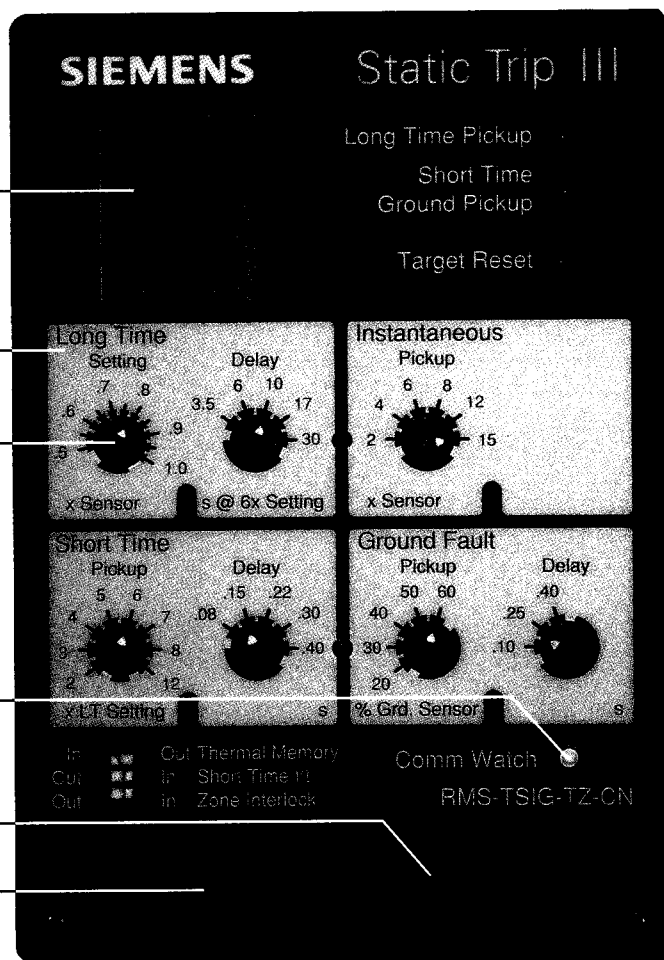 SIEMENS
Static Trip III
Long Time Pickup
Short Time
Ground Pickup
Target Reset
Long Time
Setting
Delay
.5 .6 .7 .8 .9 1.0
3.5 6 10 17 30
x Sensor
s @ 6x Setting
Instantaneous
Pickup
2 4 6 8 12 15
x Sensor
Short Time
Pickup
Delay
2 3 4 5 6 7 8 12
.08 .15 .22 .30 .40
x LT Setting
s
Ground Fault
Pickup
Delay
20 30 40 50 60
.10 .25 .40
% Grd. Sensor
s
In Out Thermal Memory
Out In Short Time I²t
Out In Zone Interlock
Comm Watch
RMS-TSIG-TZ-CN